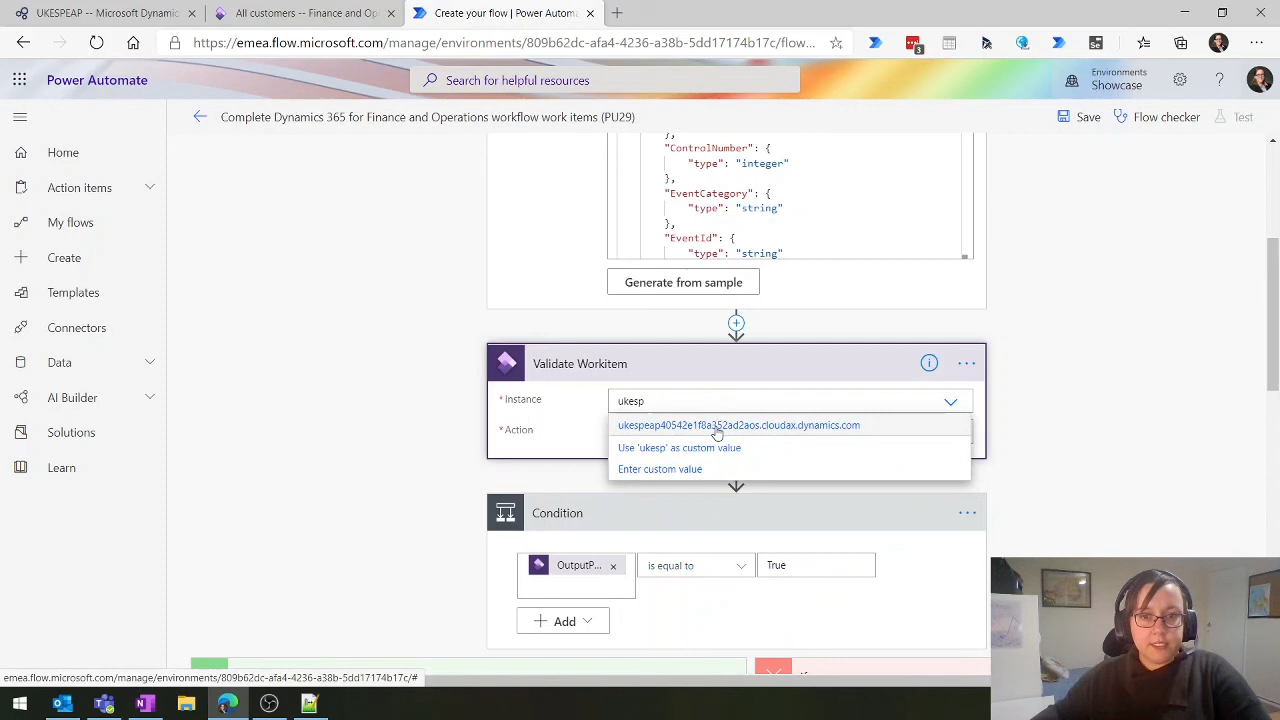 UKESPEAP -- Microsoft Dynamic
All customers -- Finance and Op
Create your flow | Power Automa
https://emea.flow.microsoft.com/manage/environments/809b62dc-afa4-4236-a38b-5dd17174b17c/flow...
3
Power Automate
Search for helpful resources
Environments
Showcase
Complete Dynamics 365 for Finance and Operations workflow work items (PU29)
Save
Flow checker
Test
Home
Action items
My flows
Create
Templates
Connectors
Data
AI Builder
Solutions
Learn
},
"ControlNumber": {
"type": "integer"
},
"EventCategory": {
"type": "string"
},
"EventId": {
"type": "string"
Generate from sample
Validate Workitem
* Instance
ukesp
* Action
ukespeap40542e1f8a352ad2aos.cloudax.dynamics.com
Use 'ukesp' as custom value
Enter custom value
Condition
OutputP...
is equal to
True
Add
emea.flow.microsoft.com/manage/environments/809b62dc-afa4-4236-a38b-5dd17174b17c/#